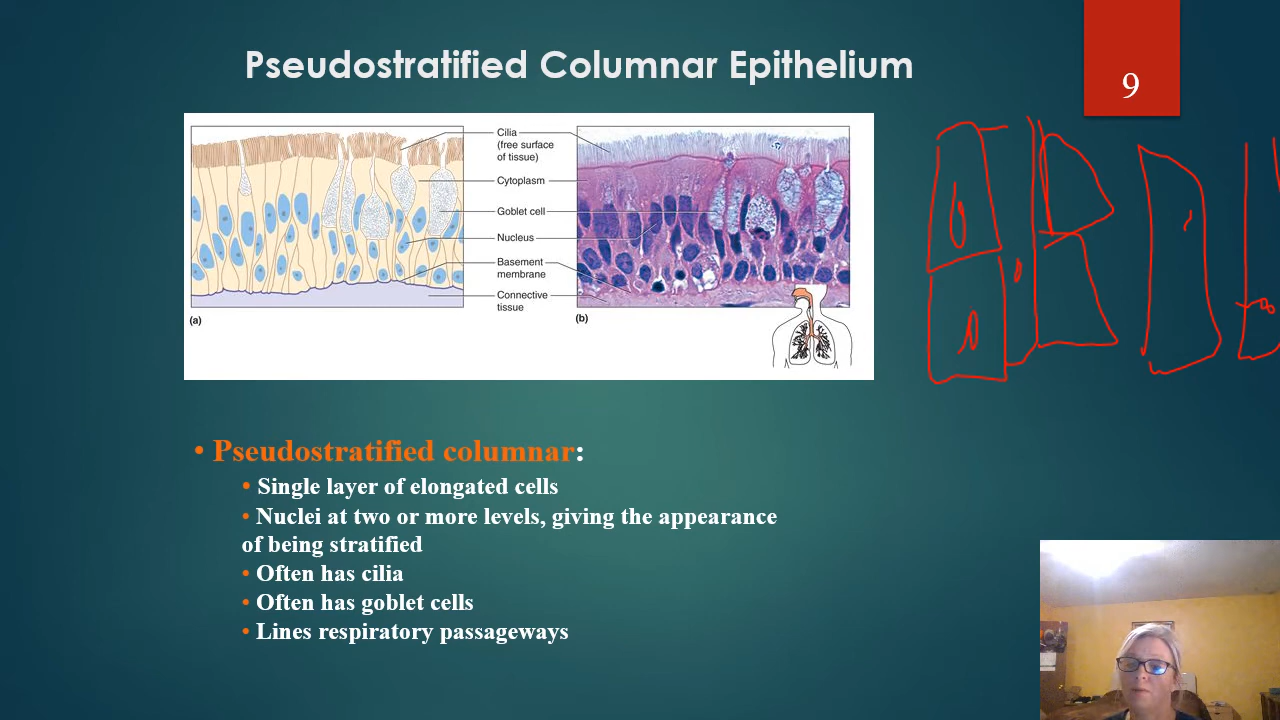 Pseudostratified Columnar Epithelium
9
Cilia
(free surface
of tissue)
Cytoplasm
Goblet cell
Nucleus
Basement
membrane
Connective
tissue
(a)
(b)
• Pseudostratified columnar:
• Single layer of elongated cells
• Nuclei at two or more levels, giving the appearance
of being stratified
• Often has cilia
• Often has goblet cells
• Lines respiratory passageways